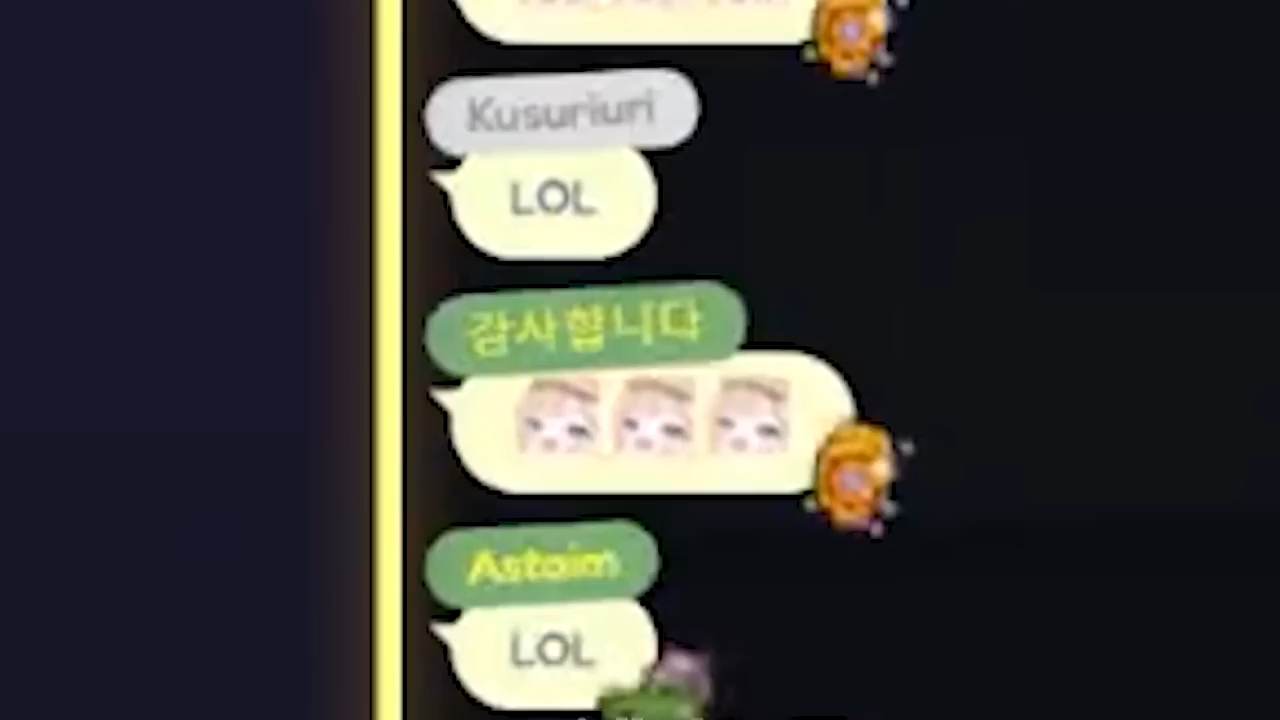 Kusuriuri
LOL
감사합니다
Astaim
LOL